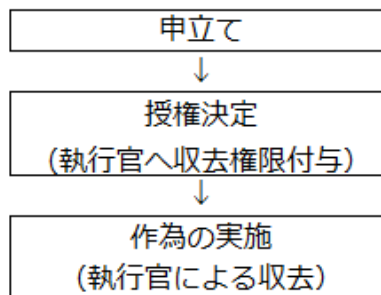 申立て
↓
授権決定
(執行官へ収去権限付与)
↓
作為の実施
(執行官による収去)